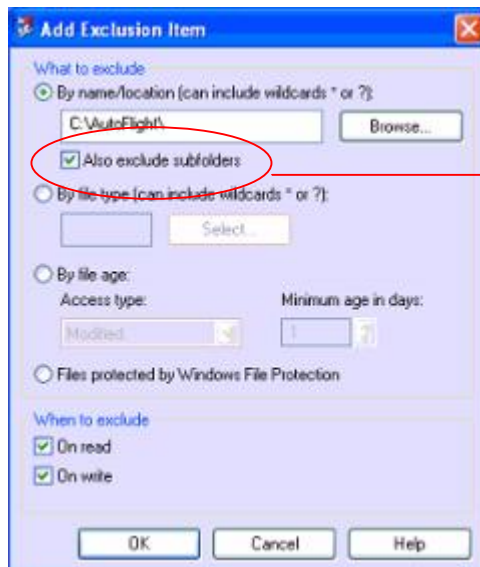 Add Exclusion Item
What to exclude
By name/location (can include wildcards * or ?):
C:\AutoFlight\
Browse...
Also exclude subfolders
By file type (can include wildcards * or ?):
Select...
By file age:
Access type: Minimum age in days:
Modified 1
Files protected by Windows File Protection
When to exclude
On read
On write
OK Cancel Help